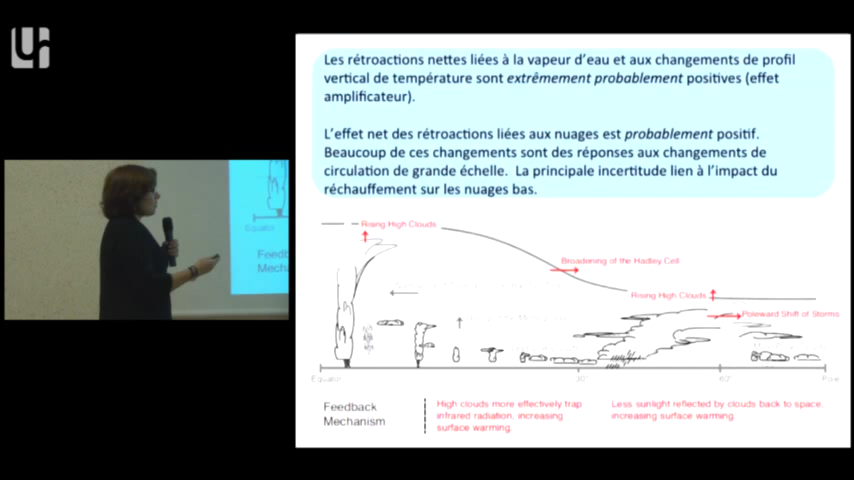 Les rétroactions nettes liées à la vapeur d'eau et aux changements de profil
vertical de température sont extrêmement probablement positives (effet
amplificateur).
L'effet net des rétroactions liées aux nuages est probablement positif.
Beaucoup de ces changements sont des réponses aux changements de
circulation de grande échelle. La principale incertitude lien à l'impact du
réchauffement sur les nuages bas.
Rising High Clouds
Broadening of the Hadley Cell
Rising High Clouds
Poleward Shift of Storms
Equator
30°
Pole
Feedback
Mechanism
High clouds more effectively trap
infrared radiation, increasing
surface warming.
Less sunlight reflected by clouds back to space,
increasing surface warming.
Equator
Feedb
Mecha